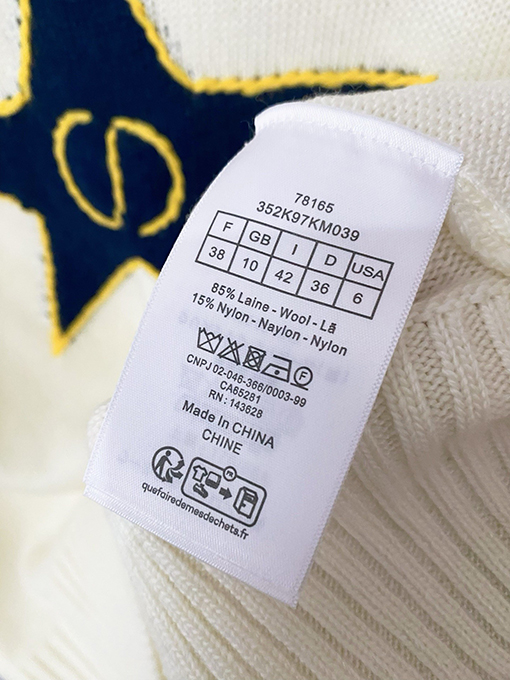 S
78165
352K97KM039
F GB I D USA
38 10 42 36 6
85% Laine - Wool - Lã
15% Nylon - Naylon - Nylon
F
CNPJ 02-046-366/0003-99
CA65281
RN : 143628
Made In CHINA
CHINE
FR
quefairedemesdechets.fr